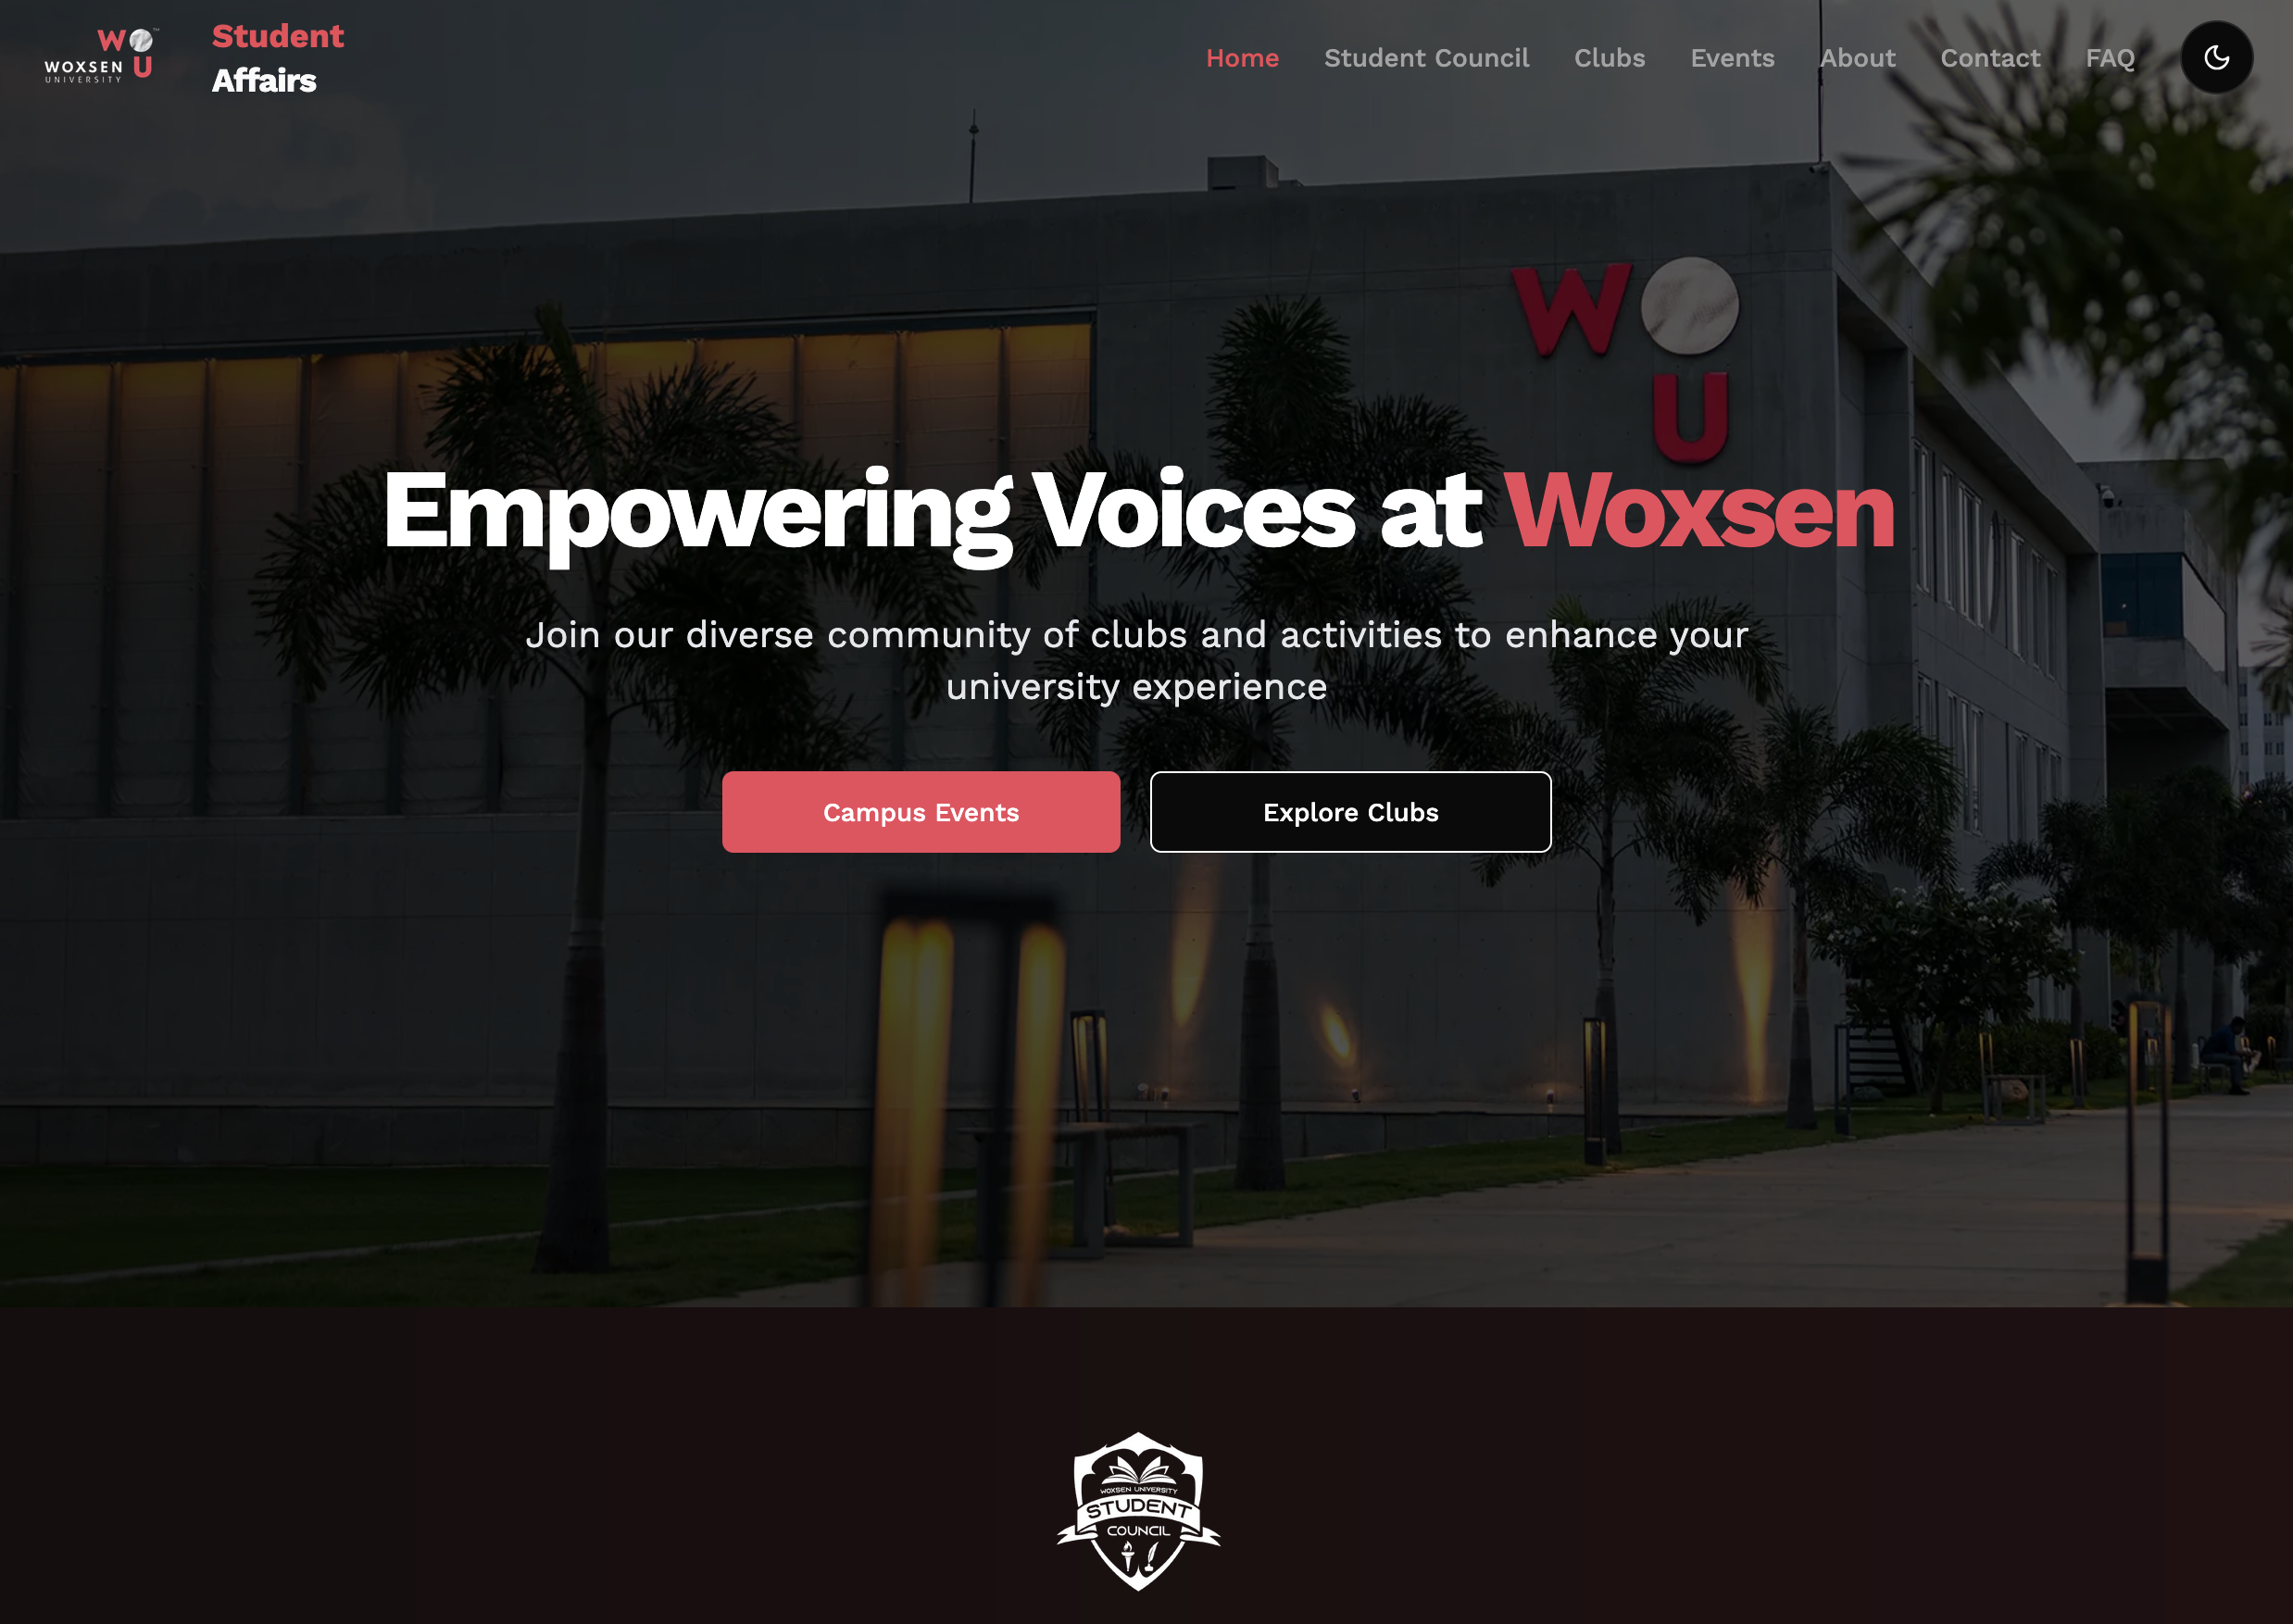 W
WOXSEN U
UNIVERSITY
Student
Affairs
Home Student Council Clubs Events About Contact FAQ
W
U
Empowering Voices at Woxsen
Join our diverse community of clubs and activities to enhance your
university experience
Campus Events Explore Clubs
WOXSEN UNIVERSITY
STUDENT
COUNCIL